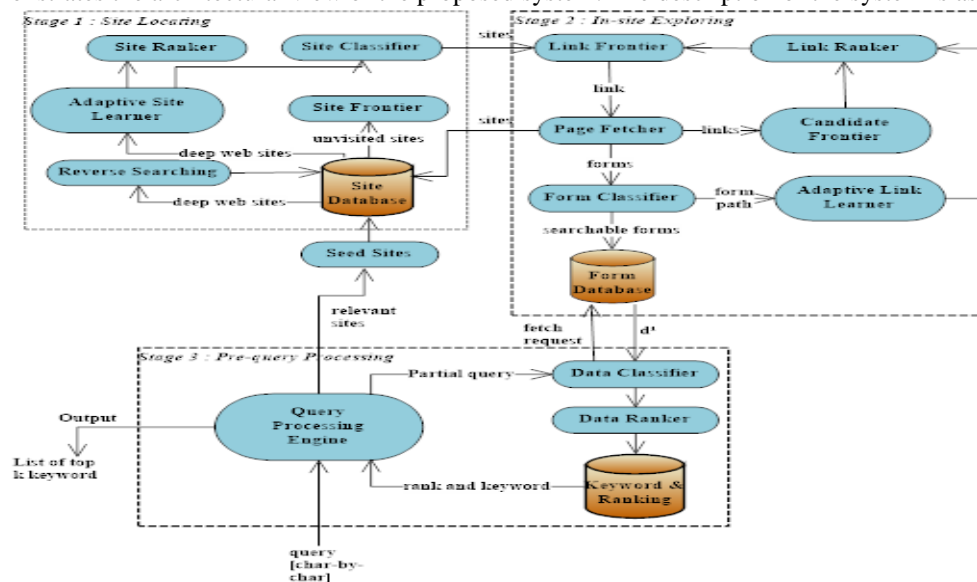 Stage 1 : Site Locating
Stage 2 : In-site Exploring
Site Ranker
Site Classifier
sites
Link Frontier
Link Ranker
link
Adaptive Site
Learner
Site Frontier
unvisited sites
sites
Page Fetcher
links
Candidate
Frontier
deep web sites
Reverse Searching
Site
Database
deep web sites
forms
Form Classifier
form
path
Adaptive Link
Learner
searchable forms
Seed Sites
Form
Database
relevant
sites
fetch
request
d¹
Stage 3 : Pre-query Processing
Partial query
Data Classifier
Output
Query
Processing
Engine
Data Ranker
List of top
k keyword
rank and keyword
Keyword &
Ranking
query
[char-by-
char]